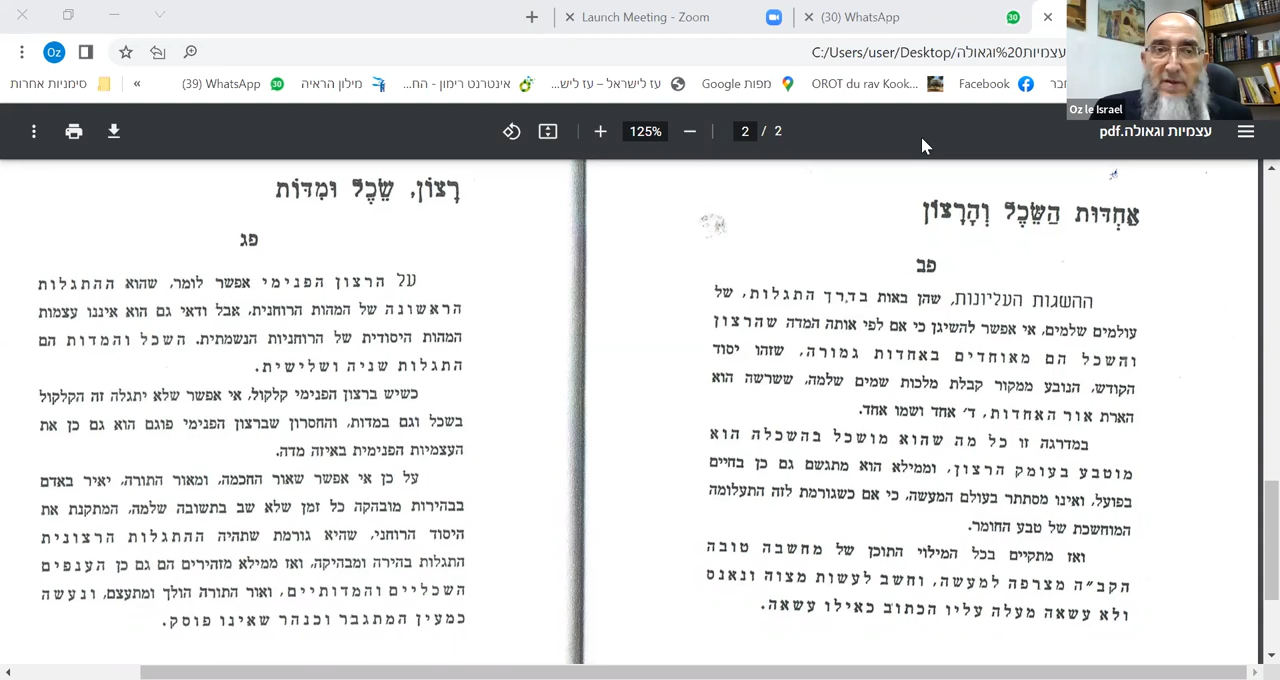 Launch Meeting - Zoom
(30) WhatsApp
30
Oz
C:/Users/user/Desktop/עצמיות%20וגאולה
סימניות אחרות
«
(39) WhatsApp
30
מילון הראיה
אינטרנט רימון - הח...
עז לישראל – עז ליש...
מפות Google
OROT du rav Kook...
Facebook
חבר
Oz le Israel
125%
2 / 2
עצמיות וגאולה.pdf
אַחְדּוּת הַשֵּׂכֶל וְהָרָצוֹן
פב
ההשגות העליונות, שהן באות בדרך התגלות, של
עולמים שלמים, אי אפשר להשיגן כי אם לפי אותה המדה שהרצון
והשכל הם מאוחדים באחדות גמורה, שזהו יסוד
הקודש, הנובע ממקור קבלת מלכות שמים שלמה, ששרשה הוא
הארת אור האחדות, ד׳ אחד ושמו אחד.
במדרגה זו כל מה שהוא מושכל בהשכלה הוא
מוטבע בעומק הרצון, וממילא הוא מתגשם גם כן בחיים
בפועל, ואינו מסתתר בעולם המעשה, כי אם כשגורמת לזה התעלומה
המוחשכת של טבע החומר.
ואז מתקיים בכל המילוי התוכן של מחשבה טובה
הקב״ה מצרפה למעשה, וחשב לעשות מצוה ונאנס
ולא עשאה מעלה עליו הכתוב כאילו עשאה.
רָצוֹן, שֵׂכֶל וּמִדּוֹת
פג
על הרצון הפנימי אפשר לומר, שהוא ההתגלות
הראשונה של המהות הרוחנית, אבל ודאי גם הוא איננו עצמות
המהות היסודית של הרוחניות הנשמתית. השכל והמדות הם
התגלות שניה ושלישית.
כשיש ברצון הפנימי קלקול, אי אפשר שלא יתגלה זה הקלקול
בשכל וגם במדות, והחסרון שברצון הפנימי פוגם הוא גם כן את
העצמיות הפנימית באיזה מדה.
על כן אי אפשר שאור החכמה, ומאור התורה, יאיר באדם
בבהירות מובהקה כל זמן שלא שב בתשובה שלמה, המתקנת את
היסוד הרוחני, שהיא גורמת שתהיה ההתגלות הרצונית
התגלות בהירה ומבהיקה, ואז ממילא מזהירים הם גם כן הענפים
השכליים והמדותיים, ואור התורה הולך ומתעצם, ונעשה
כמעין המתגבר וכנהר שאינו פוסק.